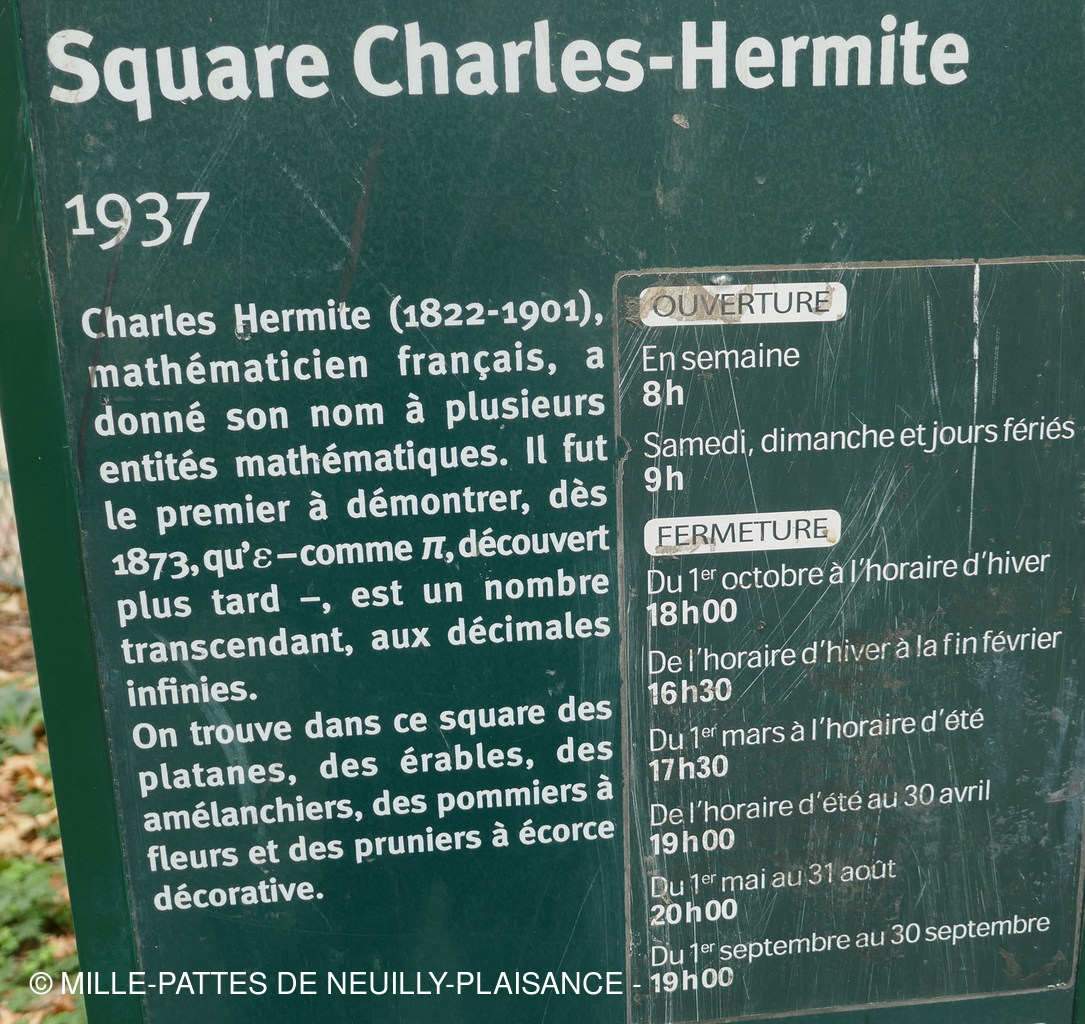 Square Charles-Hermite
1937
Charles Hermite (1822-1901),
mathématicien français, a
donné son nom à plusieurs
entités mathématiques. Il fut
le premier à démontrer, dès
1873, qu'ε – comme π, découvert
plus tard –, est un nombre
transcendant, aux décimales
infinies.
On trouve dans ce square des
platanes, des érables, des
amélanchiers, des pommiers à
fleurs et des pruniers à écorce
décorative.
OUVERTURE
En semaine
8h
Samedi, dimanche et jours fériés
9h
FERMETURE
Du 1er octobre à l'horaire d'hiver
18h00
De l'horaire d'hiver à la fin février
16h30
Du 1er mars à l'horaire d'été
17h30
De l'horaire d'été au 30 avril
19h00
Du 1er mai au 31 août
20h00
Du 1er septembre au 30 septembre
19h00
© MILLE-PATTES DE NEUILLY-PLAISANCE -